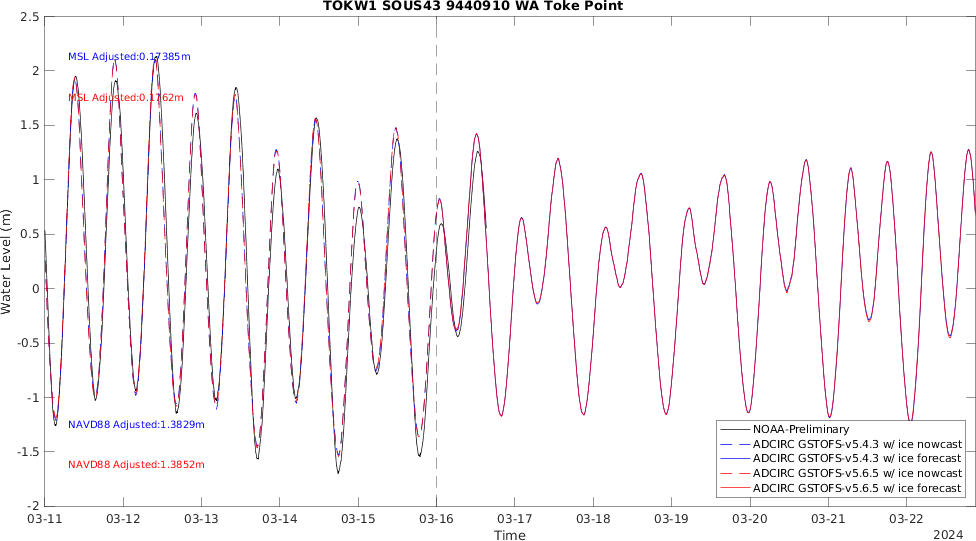 TOKW1 SOUS43 9440910 WA Toke Point
2.5
2
1.5
1
0.5
0
-0.5
-1
-1.5
-2
Water Level (m)
MSL Adjusted:0.17385m
MSL Adjusted:0.1762m
NAVD88 Adjusted:1.3829m
NAVD88 Adjusted:1.3852m
NOAA-Preliminary
ADCIRC GSTOFS-v5.4.3 w/ ice nowcast
ADCIRC GSTOFS-v5.4.3 w/ ice forecast
ADCIRC GSTOFS-v5.6.5 w/ ice nowcast
ADCIRC GSTOFS-v5.6.5 w/ ice forecast
03-11 03-12 03-13 03-14 03-15 03-16 03-17 03-18 03-19 03-20 03-21 03-22
Time
2024